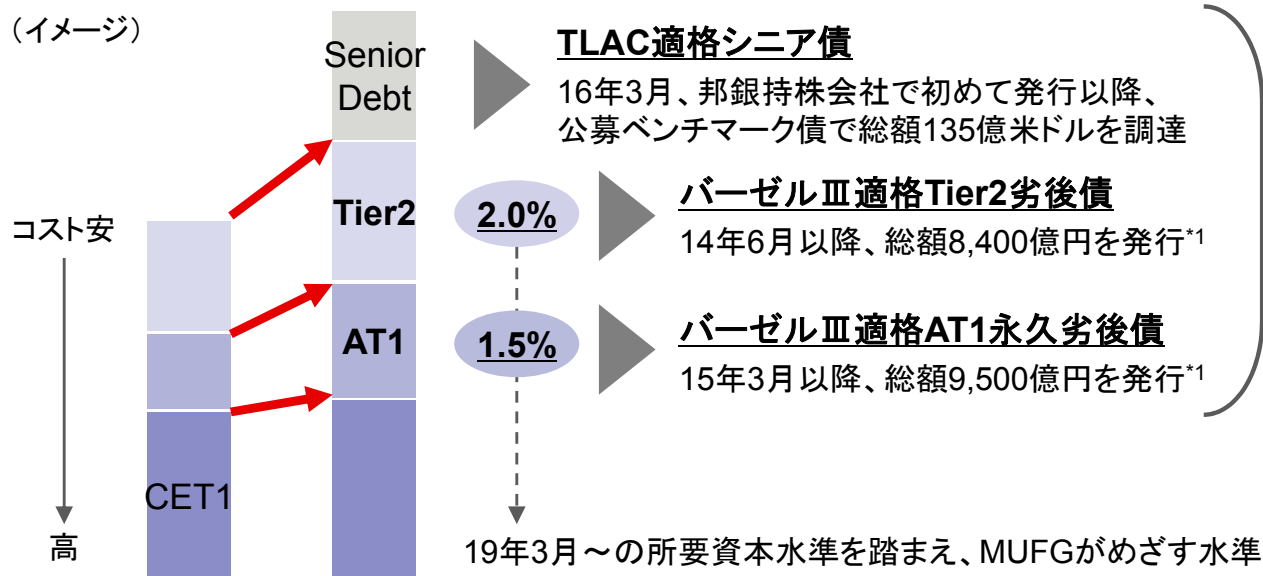 （イメージ）
Senior
Debt
TLAC適格シニア債
16年3月、邦銀持株会社で初めて発行以降、
公募ベンチマーク債で総額135億米ドルを調達
コスト安
高
Tier2
2.0%
バーゼルⅢ適格Tier2劣後債
14年6月以降、総額8,400億円を発行*1
AT1
1.5%
バーゼルⅢ適格AT1永久劣後債
15年3月以降、総額9,500億円を発行*1
CET1
19年3月～の所要資本水準を踏まえ、MUFGがめざす水準